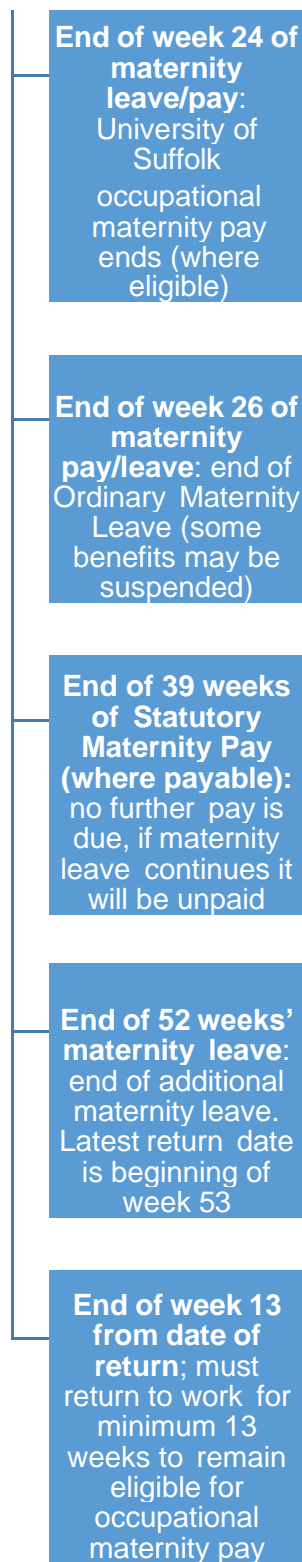 End of week 24 of
maternity
leave/pay:
University of
Suffolk
occupational
maternity pay
ends (where
eligible)
End of week 26 of
maternity
pay/leave: end of
Ordinary Maternity
Leave (some
benefits may be
suspended)
End of 39 weeks
of Statutory
Maternity Pay
(where payable):
no further pay is
due, if maternity
leave continues it
will be unpaid
End of 52 weeks’
maternity leave:
end of additional
maternity leave.
Latest return date
is beginning of
week 53
End of week 13
from date of
return; must
return to work for
minimum 13
weeks to remain
eligible for
occupational
maternity pay